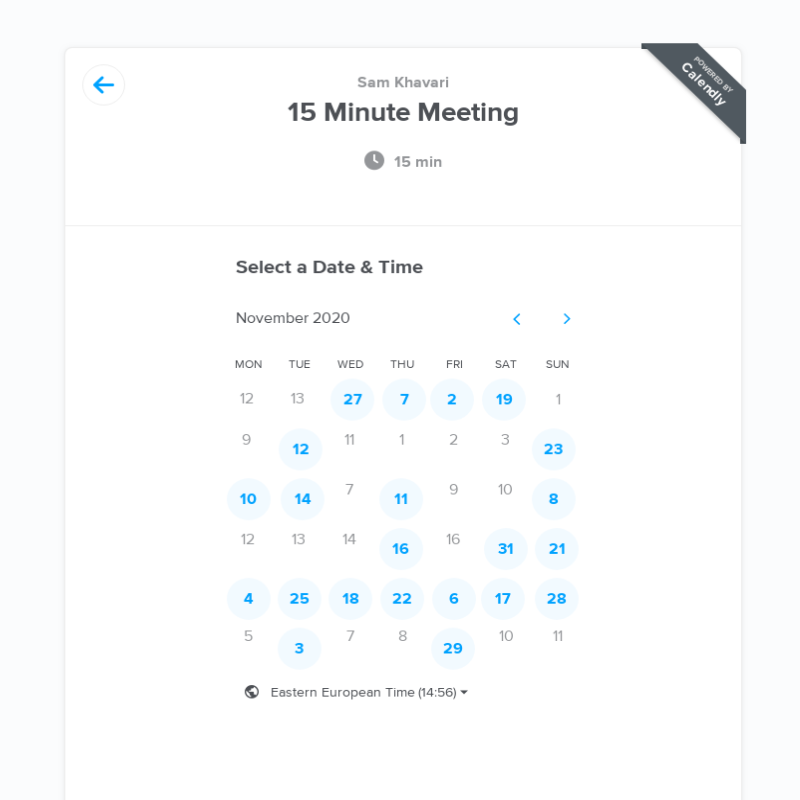 Sam Khavari
15 Minute Meeting
POWERED BY
Calendly
15 min
Select a Date & Time
November 2020
MON TUE WED THU FRI SAT SUN
12 13 27 7 2 19 1
9 12 11 1 2 3 23
10 14 7 11 9 10 8
12 13 14 16 16 31 21
4 25 18 22 6 17 28
5 3 7 8 29 10 11
Eastern European Time (14:56)